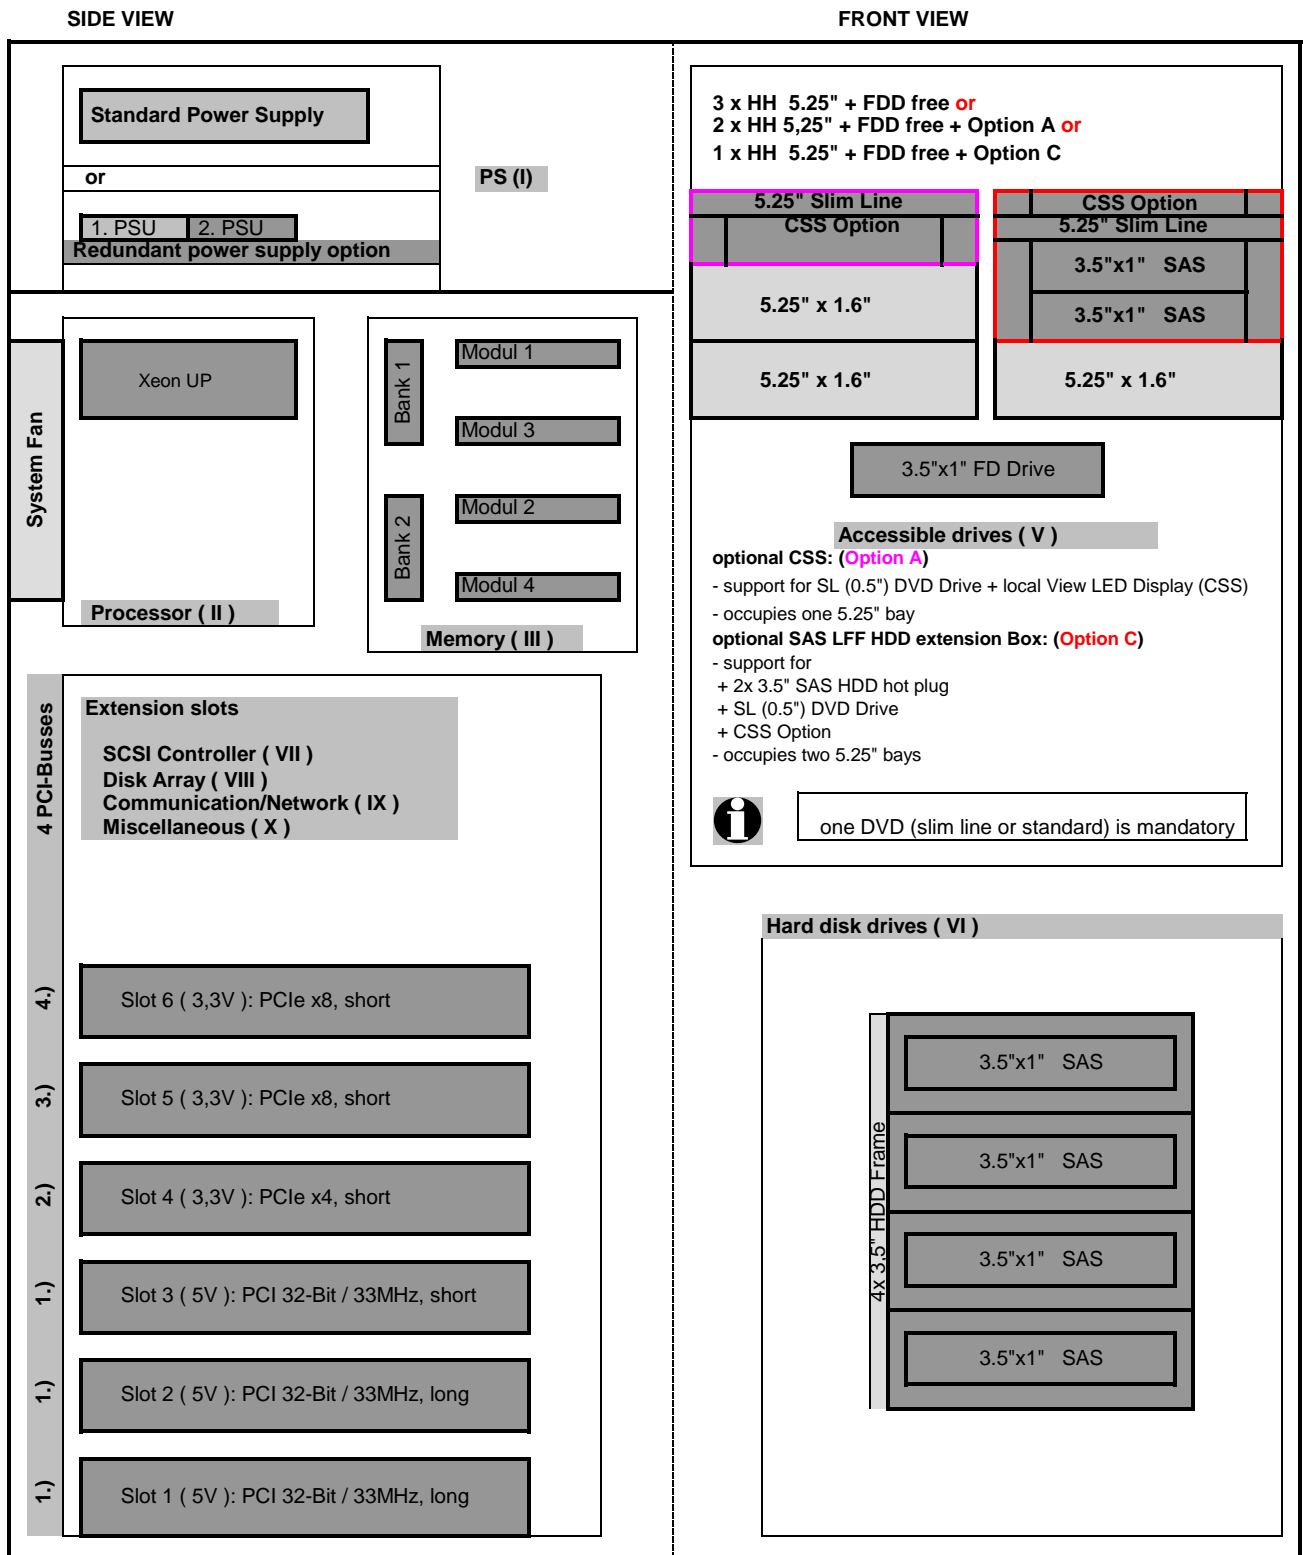 SIDE VIEW
FRONT VIEW
Standard Power Supply
or
PS (I)
1. PSU
2. PSU
Redundant power supply option
System Fan
Xeon UP
Processor ( II )
Bank 1
Modul 1
Modul 3
Bank 2
Modul 2
Modul 4
Memory ( III )
4 PCI-Busses
Extension slots
SCSI Controller ( VII )
Disk Array ( VIII )
Communication/Network ( IX )
Miscellaneous ( X )
4.)
Slot 6 ( 3,3V ): PCIe x8, short
3.)
Slot 5 ( 3,3V ): PCIe x8, short
2.)
Slot 4 ( 3,3V ): PCIe x4, short
1.)
Slot 3 ( 5V ): PCI 32-Bit / 33MHz, short
1.)
Slot 2 ( 5V ): PCI 32-Bit / 33MHz, long
1.)
Slot 1 ( 5V ): PCI 32-Bit / 33MHz, long
3 x HH 5.25" + FDD free or
2 x HH 5,25" + FDD free + Option A or
1 x HH 5.25" + FDD free + Option C
5.25" Slim Line
CSS Option
5.25" x 1.6"
5.25" x 1.6"
CSS Option
5.25" Slim Line
3.5"x1" SAS
3.5"x1" SAS
5.25" x 1.6"
3.5"x1" FD Drive
Accessible drives ( V )
optional CSS: (Option A)
- support for SL (0.5") DVD Drive + local View LED Display (CSS)
- occupies one 5.25" bay
optional SAS LFF HDD extension Box: (Option C)
- support for
+ 2x 3.5" SAS HDD hot plug
+ SL (0.5") DVD Drive
+ CSS Option
- occupies two 5.25" bays
i
one DVD (slim line or standard) is mandatory
Hard disk drives ( VI )
4x 3,5" HDD Frame
3.5"x1" SAS
3.5"x1" SAS
3.5"x1" SAS
3.5"x1" SAS